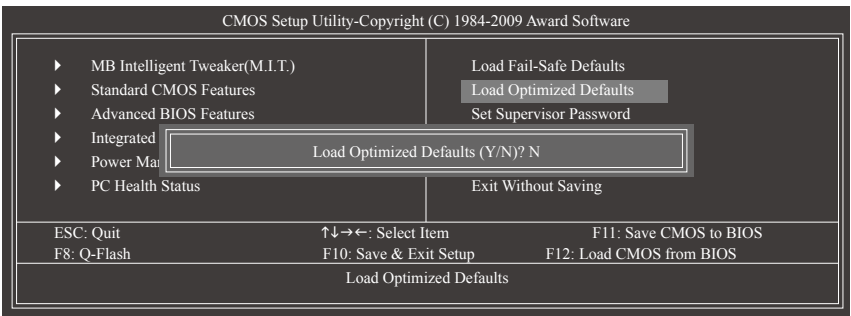 CMOS Setup Utility-Copyright (C) 1984-2009 Award Software
MB Intelligent Tweaker(M.I.T.)
Standard CMOS Features
Advanced BIOS Features
Integrated
Power
PC Health Status
Load Fail-Safe Defaults
Load Optimized Defaults
Set Supervisor Password
Exit Without Saving
Load Optimized Defaults (Y/N)? N
ESC: Quit ↑↓→←: Select Item F11: Save CMOS to BIOS
F8: Q-Flash F10: Save & Exit Setup F12: Load CMOS from BIOS
Load Optimized Defaults